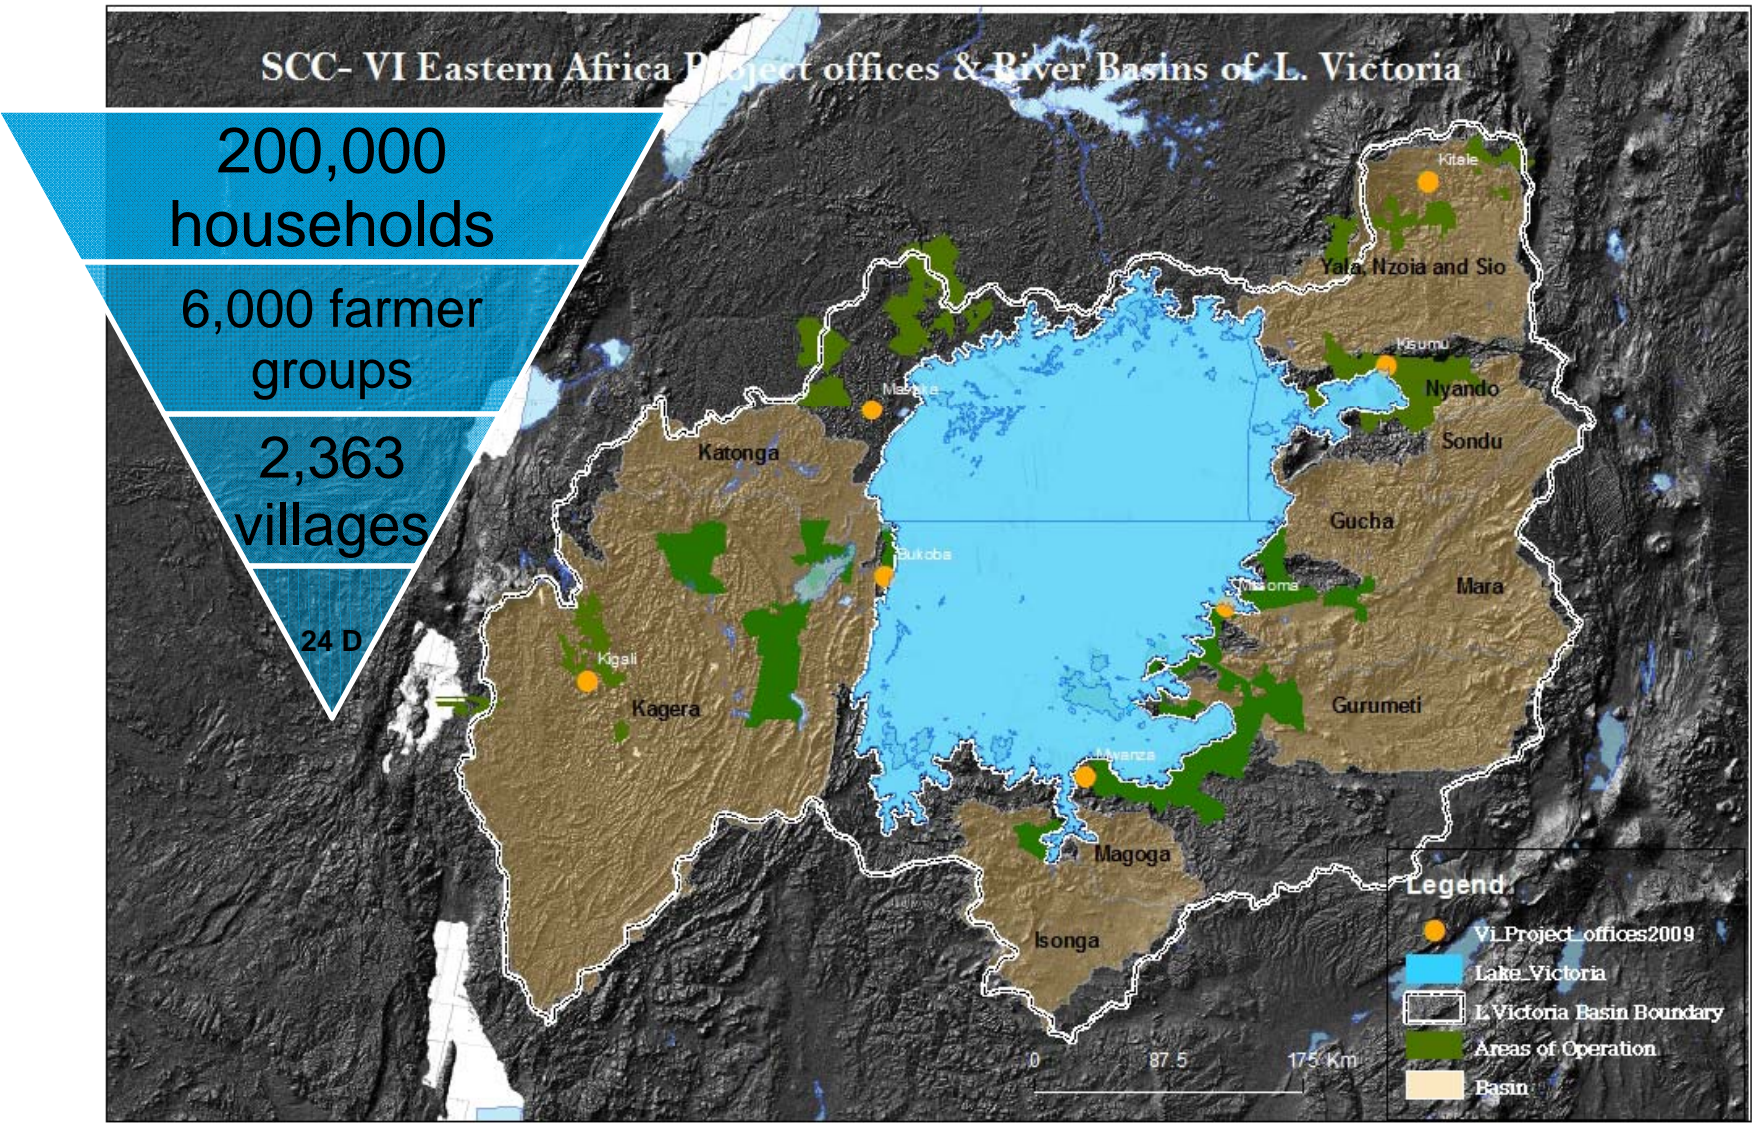 SCC- VI Eastern Africa Project offices & River Basins of L. Victoria
200,000
households
6,000 farmer
groups
2,363
villages
24 D
Kitale
Yala, Nzoia and Sio
Kisumu
Nyando
Masaka
Sondu
Katonga
Gucha
Bukoba
Musoma
Mara
Kigali
Kagera
Gurumeti
Mwanza
Magoga
Isonga
Legend
Vi_Project_offices2009
Lake_Victoria
L.Victoria Basin Boundary
Areas of Operation
Basin
0 87.5 175 Km